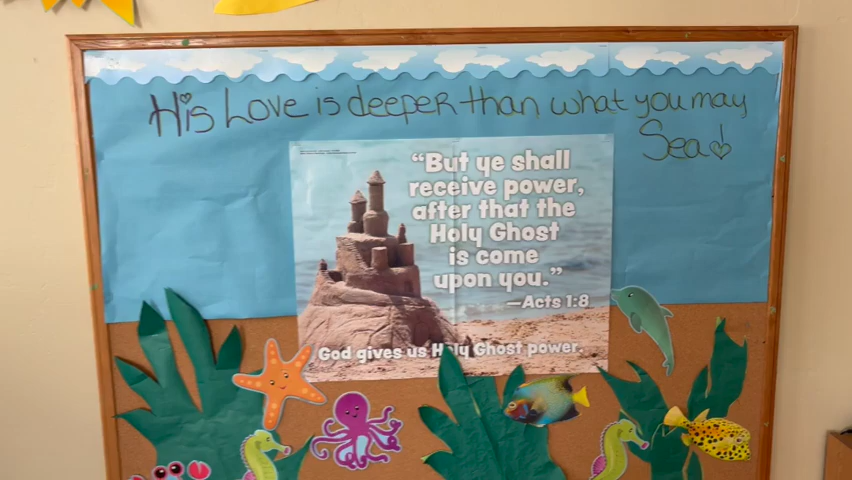 His Love is deeper than what you may
Sea!
“But ye shall
receive power,
after that the
Holy Ghost
is come
upon you.”
—Acts 1:8
God gives us Holy Ghost power.